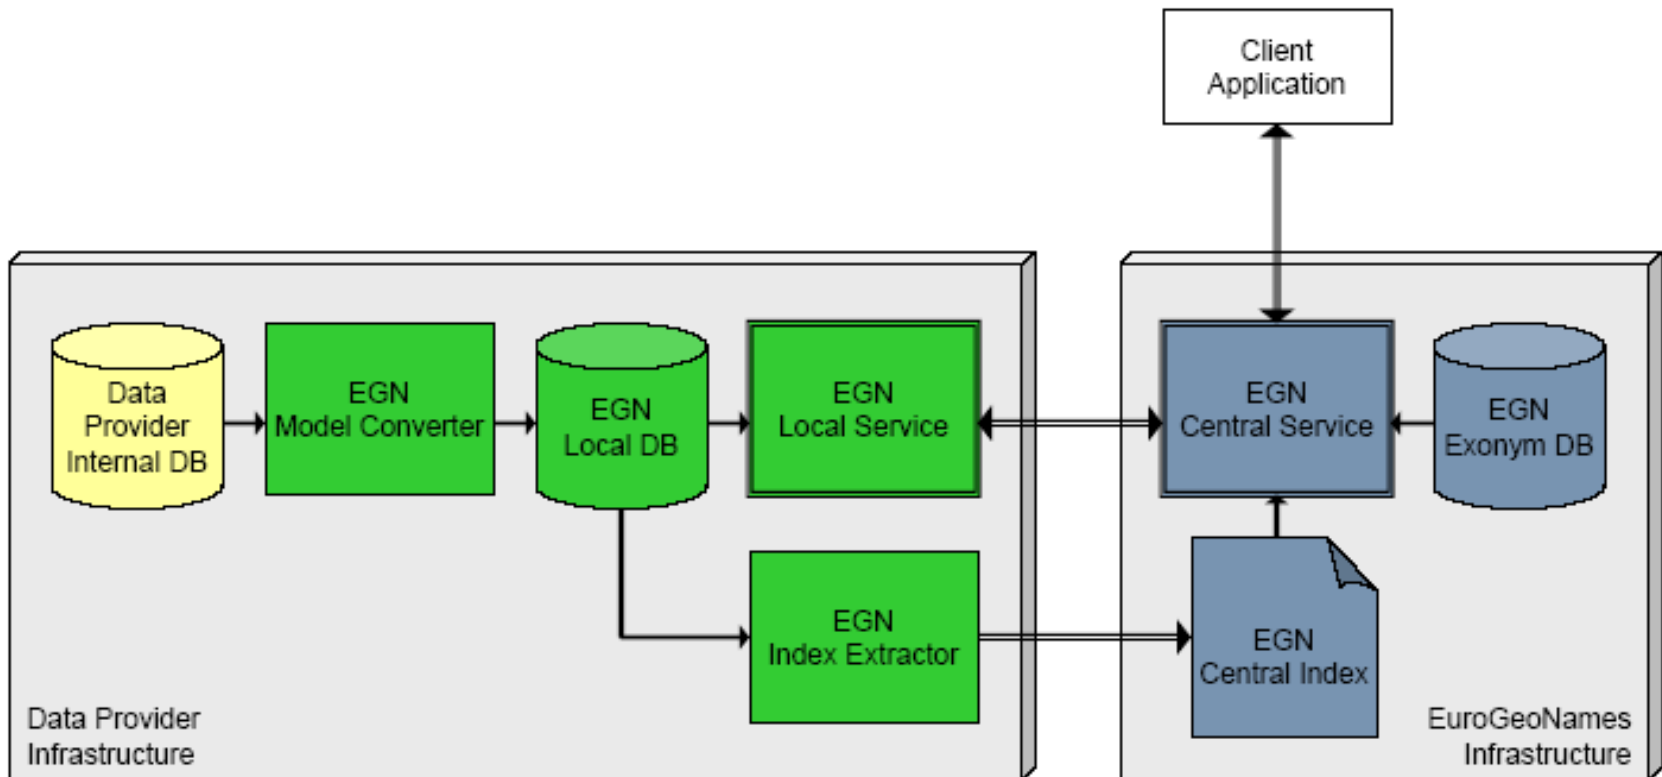 Client
Application
Data
Provider
Internal DB
EGN
Model Converter
EGN
Local DB
EGN
Local Service
EGN
Central Service
EGN
Exonym DB
EGN
Index Extractor
EGN
Central Index
Data Provider
Infrastructure
EuroGeoNames
Infrastructure